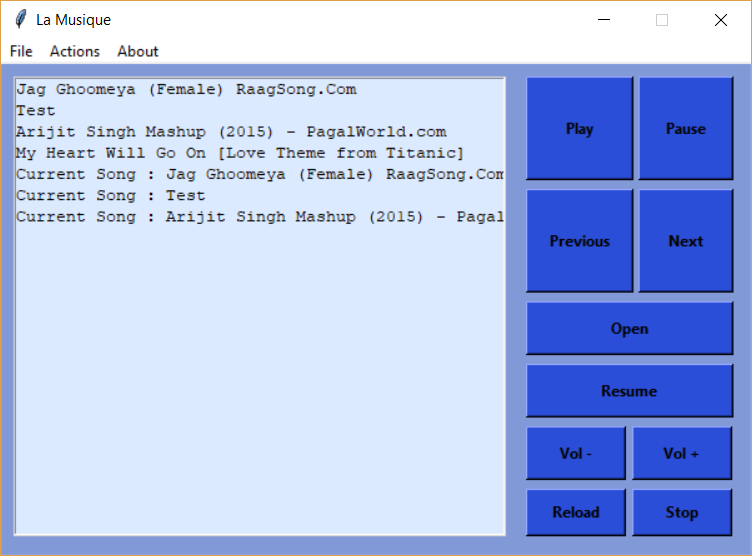 La Musique
File Actions About
Jag Ghoomeya (Female) RaagSong.Com
Test
Arijit Singh Mashup (2015) - PagalWorld.com
My Heart Will Go On [Love Theme from Titanic]
Current Song : Jag Ghoomeya (Female) RaagSong.Com
Current Song : Test
Current Song : Arijit Singh Mashup (2015) - Pagal
Play Pause
Previous Next
Open
Resume
Vol - Vol +
Reload Stop